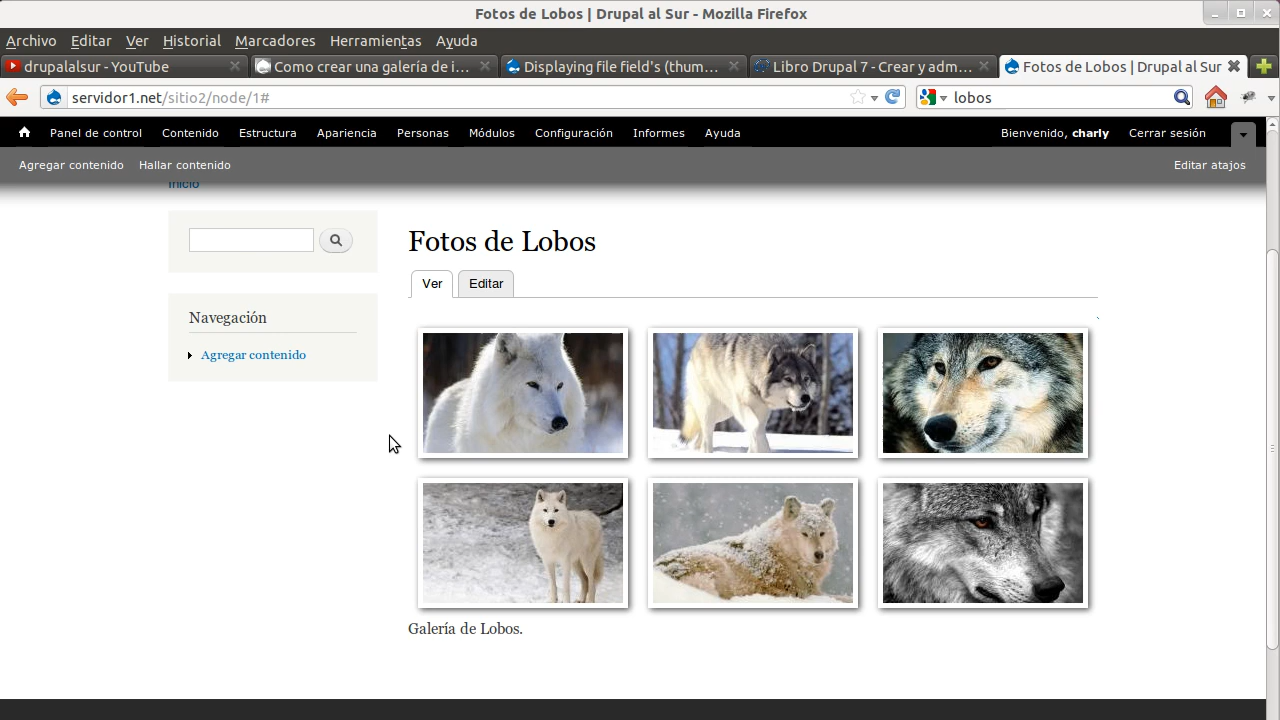 Fotos de Lobos | Drupal al Sur - Mozilla Firefox
Archivo Editar Ver Historial Marcadores Herramientas Ayuda
drupalalsur - YouTube Como crear una galería de i... Displaying file field's (thum... Libro Drupal 7 - Crear y adm... Fotos de Lobos | Drupal al Sur
servidor1.net/sitio2/node/1# lobos
Panel de control Contenido Estructura Apariencia Personas Módulos Configuración Informes Ayuda Bienvenido, charly Cerrar sesión
Agregar contenido Hallar contenido Editar atajos
Inicio
Fotos de Lobos
Ver Editar
Navegación
Agregar contenido
Galería de Lobos.